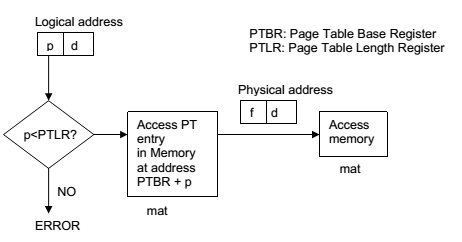 Logical address
p d
PTBR: Page Table Base Register
PTLR: Page Table Length Register
Physical address
f d
p<PTLR?
Access PT
entry
in Memory
at address
PTBR + p
Access
memory
mat
mat
NO
ERROR